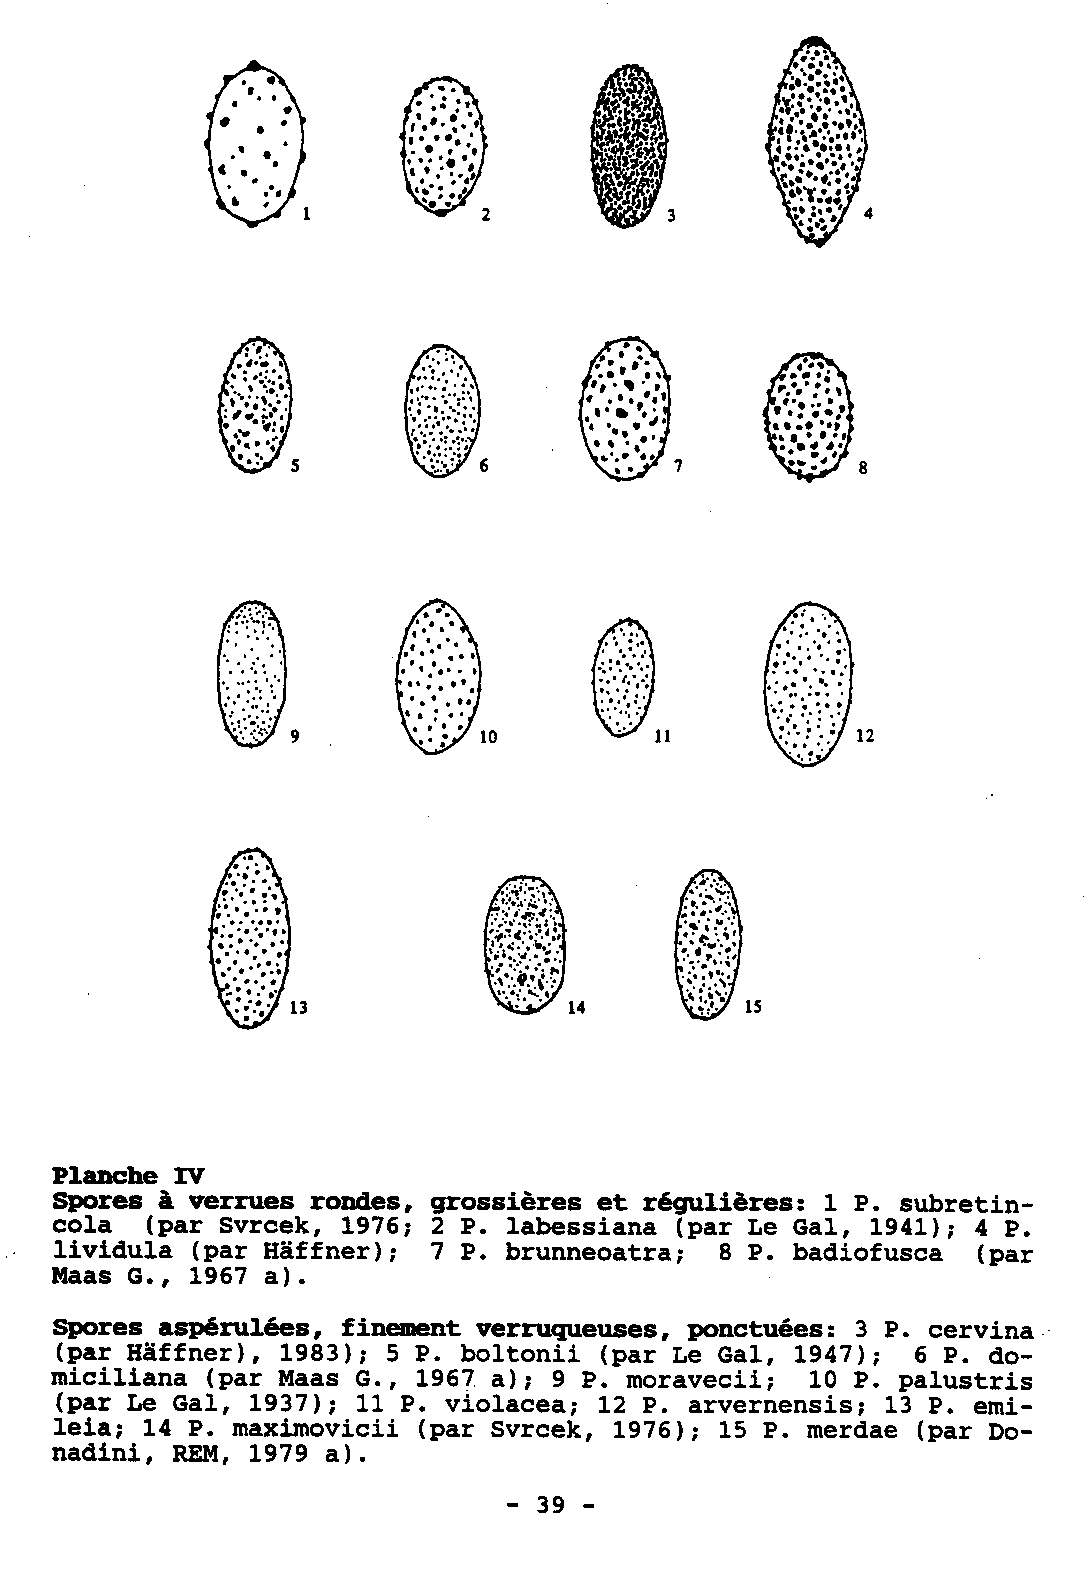 1
2
3
4
5
6
7
8
9
10
11
12
13
14
15
Planche IV
Spores à verrues rondes, grossières et régulières: 1 P. subretin-
cola (par Svrcek, 1976; 2 P. labessiana (par Le Gal, 1941); 4 P.
lividula (par Häffner); 7 P. brunneoatra; 8 P. badiofusca (par
Maas G., 1967 a).
Spores aspérulées, finement verruqueuses, ponctuées: 3 P. cervina
(par Häffner), 1983); 5 P. boltonii (par Le Gal, 1947); 6 P. do-
miciliana (par Maas G., 1967 a); 9 P. moravecii; 10 P. palustris
(par Le Gal, 1937); 11 P. violacea; 12 P. arvernensis; 13 P. emi-
leia; 14 P. maximovicii (par Svrcek, 1976); 15 P. merdae (par Do-
nadini, REM, 1979 a).
- 39 -